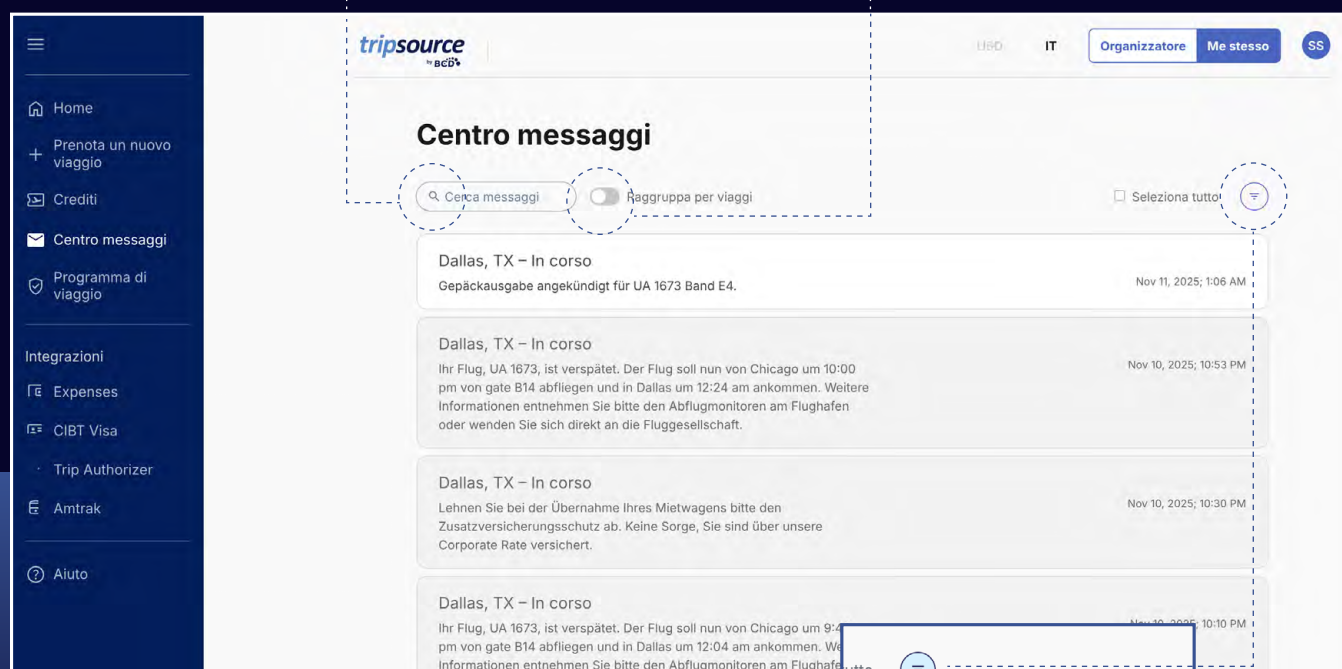 tripsource
by BCD
USD
IT
Organizzatore
Me stesso
SS
Home
Prenota un nuovo
viaggio
Crediti
Centro messaggi
Programma di
viaggio
Integrazioni
Expenses
CIBT Visa
Trip Authorizer
Amtrak
Aiuto
Centro messaggi
Cerca messaggi
Raggruppa per viaggi
Seleziona tutto
Dallas, TX – In corso
Gepäckausgabe angekündigt für UA 1673 Band E4.
Nov 11, 2025; 1:06 AM
Dallas, TX – In corso
Ihr Flug, UA 1673, ist verspätet. Der Flug soll nun von Chicago um 10:00
pm von gate B14 abfliegen und in Dallas um 12:24 am ankommen. Weitere
Informationen entnehmen Sie bitte den Abflugmonitoren am Flughafen
oder wenden Sie sich direkt an die Fluggesellschaft.
Nov 10, 2025; 10:53 PM
Dallas, TX – In corso
Lehnen Sie bei der Übernahme Ihres Mietwagens bitte den
Zusatzversicherungsschutz ab. Keine Sorge, Sie sind über unsere
Corporate Rate versichert.
Nov 10, 2025; 10:30 PM
Dallas, TX – In corso
Ihr Flug, UA 1673, ist verspätet. Der Flug soll nun von Chicago um 9:4
pm von gate B14 abfliegen und in Dallas um 12:04 am ankommen. We
Informationen entnehmen Sie bitte den Abflugmonitoren am Flughafe
Nov 10, 2025; 10:10 PM